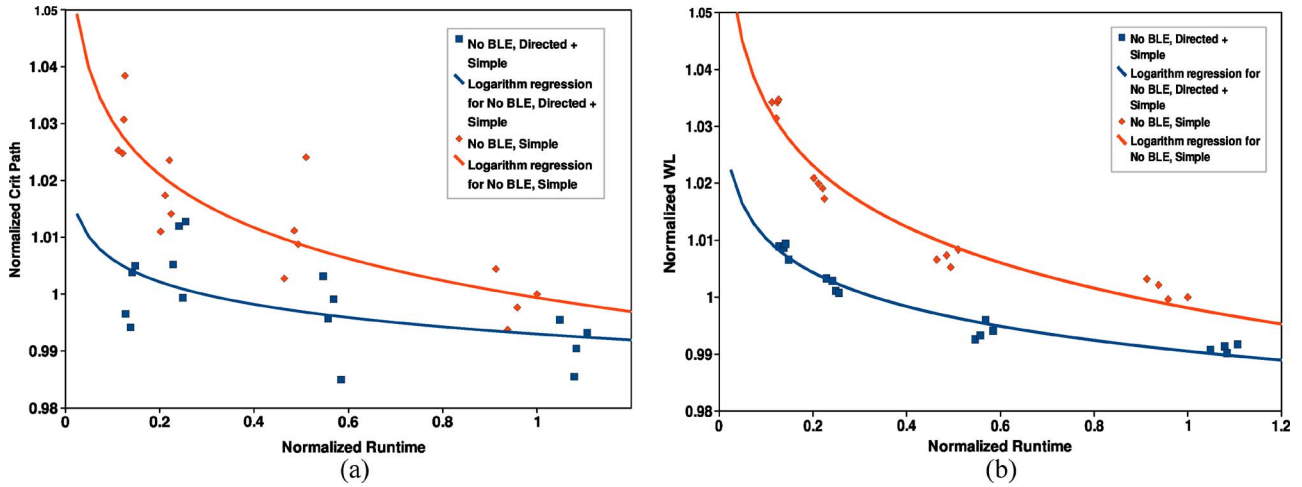 1.05
1.04
1.03
1.02
1.01
1
0.99
0.98
Normalized Crit Path
0
0.2
0.4
0.6
0.8
1
Normalized Runtime
No BLE, Directed +
Simple
Logarithm regression
for No BLE, Directed +
Simple
No BLE, Simple
Logarithm regression
for No BLE, Simple
(a)
1.05
1.04
1.03
1.02
1.01
1
0.99
0.98
Normalized WL
0
0.2
0.4
0.6
0.8
1
1.2
Normalized Runtime
No BLE, Directed +
Simple
Logarithm regression for
No BLE, Directed +
Simple
No BLE, Simple
Logarithm regression for
No BLE, Simple
(b)